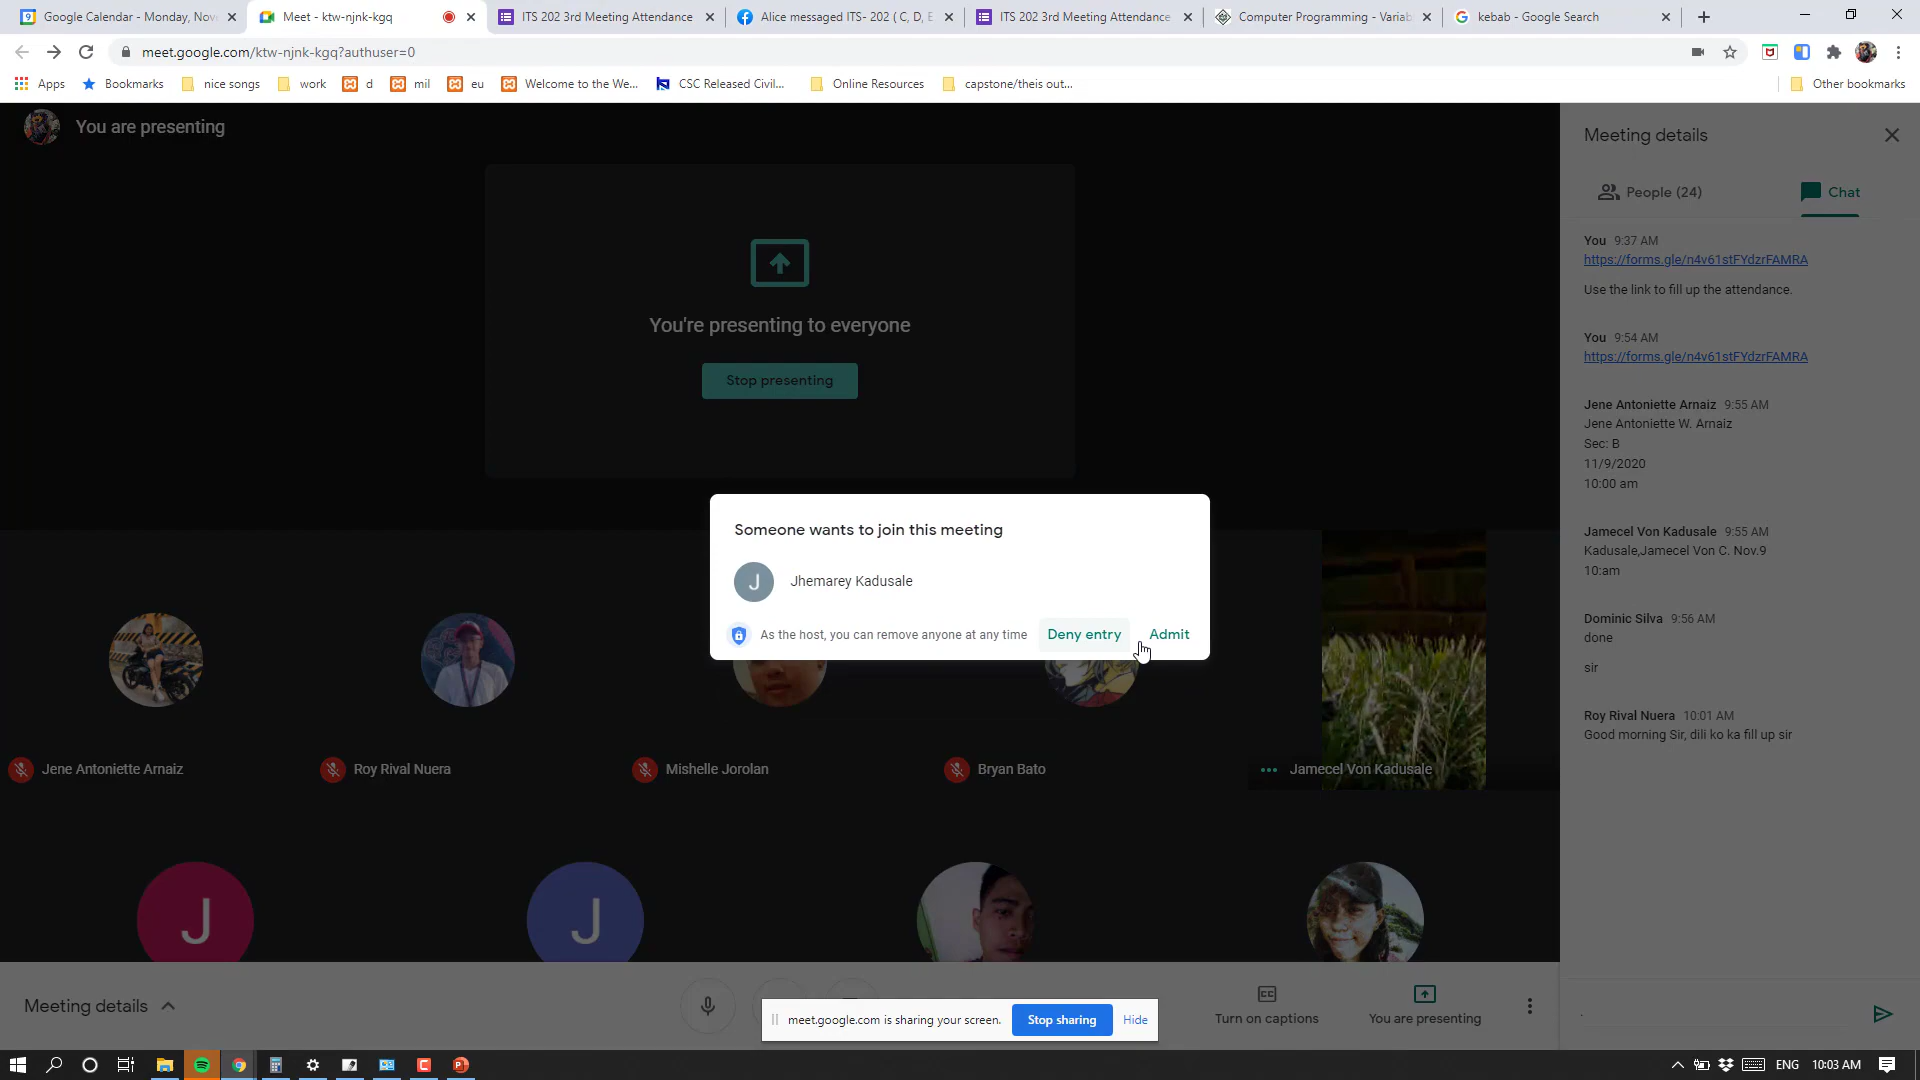 Google Calendar - Monday, Nov
Meet - ktw-njnk-kgq
ITS 202 3rd Meeting Attendance
Alice messaged ITS- 202 ( C, D, E
ITS 202 3rd Meeting Attendance
Computer Programming - Variab
kebab - Google Search
meet.google.com/ktw-njnk-kgq?authuser=0
Apps
Bookmarks
nice songs
work
d
mil
eu
Welcome to the We...
CSC Released Civil...
Online Resources
capstone/theis out...
Other bookmarks
You are presenting
You're presenting to everyone
Stop presenting
Someone wants to join this meeting
J
Jhemarey Kadusale
As the host, you can remove anyone at any time
Deny entry
Admit
Jene Antoniette Arnaiz
Roy Rival Nuera
Mishelle Jorolan
Bryan Bato
Jamecel Von Kadusale
J
J
Meeting details
meet.google.com is sharing your screen.
Stop sharing
Hide
Turn on captions
You are presenting
Meeting details
People (24)
Chat
You 9:37 AM
https://forms.gle/n4v61stFYdzrFAMRA
Use the link to fill up the attendance.
You 9:54 AM
https://forms.gle/n4v61stFYdzrFAMRA
Jene Antoniette Arnaiz 9:55 AM
Jene Antoniette W. Arnaiz
Sec: B
11/9/2020
10:00 am
Jamecel Von Kadusale 9:55 AM
Kadusale,Jamecel Von C. Nov.9
10:am
Dominic Silva 9:56 AM
done
sir
Roy Rival Nuera 10:01 AM
Good morning Sir, dili ko ka fill up sir
ENG
10:03 AM